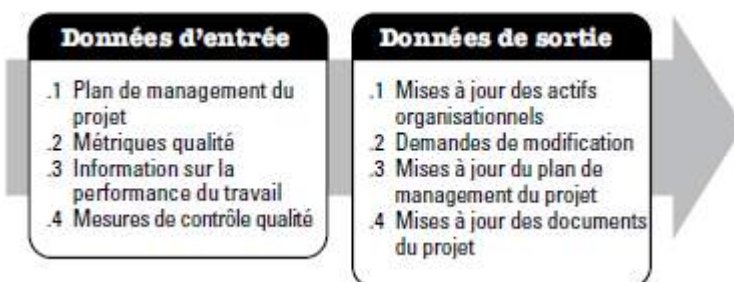 Données d'entrée
.1 Plan de management du
projet
.2 Métriques qualité
.3 Information sur la
performance du travail
.4 Mesures de contrôle qualité
Données de sortie
.1 Mises à jour des actifs
organisationnels
.2 Demandes de modification
.3 Mises à jour du plan de
management du projet
.4 Mises à jour des documents
du projet